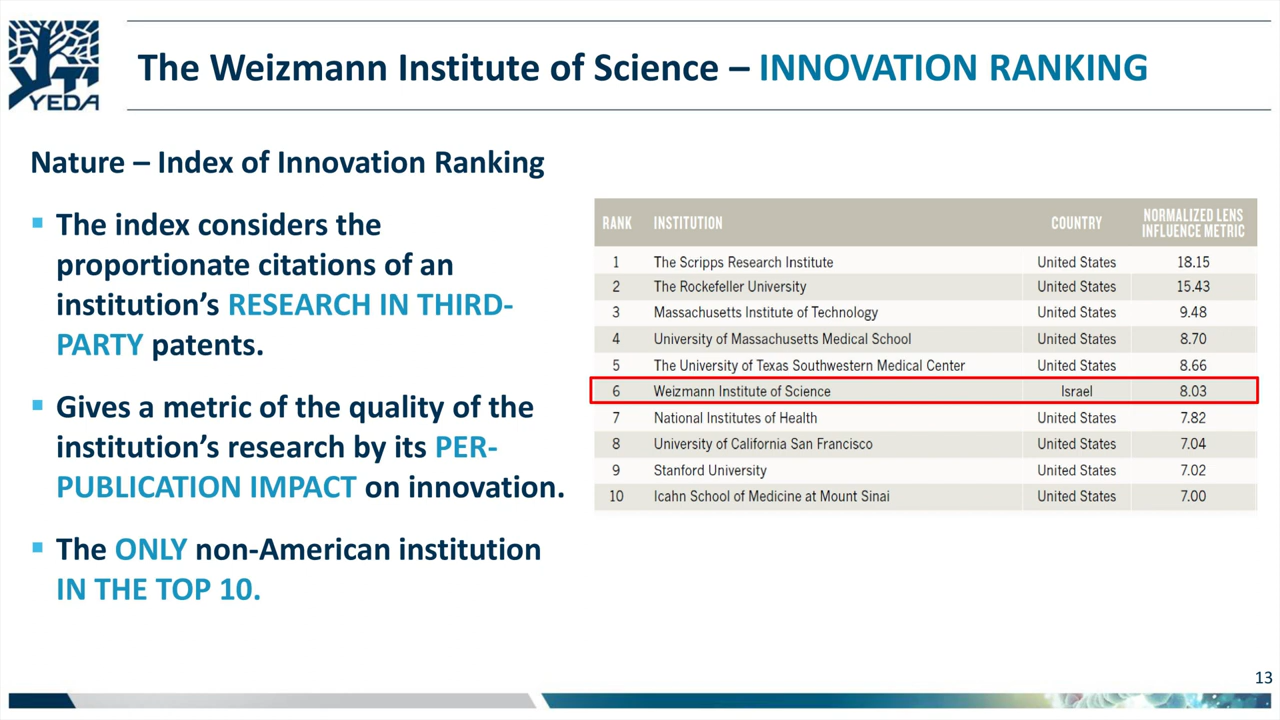 YEDA
The Weizmann Institute of Science – INNOVATION RANKING
Nature – Index of Innovation Ranking
▪ The index considers the
proportionate citations of an
institution’s RESEARCH IN THIRD-
PARTY patents.
▪ Gives a metric of the quality of the
institution’s research by its PER-
PUBLICATION IMPACT on innovation.
▪ The ONLY non-American institution
IN THE TOP 10.
RANK INSTITUTION COUNTRY NORMALIZED LENS
INFLUENCE METRIC
1 The Scripps Research Institute United States 18.15
2 The Rockefeller University United States 15.43
3 Massachusetts Institute of Technology United States 9.48
4 University of Massachusetts Medical School United States 8.70
5 The University of Texas Southwestern Medical Center United States 8.66
6 Weizmann Institute of Science Israel 8.03
7 National Institutes of Health United States 7.82
8 University of California San Francisco United States 7.04
9 Stanford University United States 7.02
10 Icahn School of Medicine at Mount Sinai United States 7.00
13